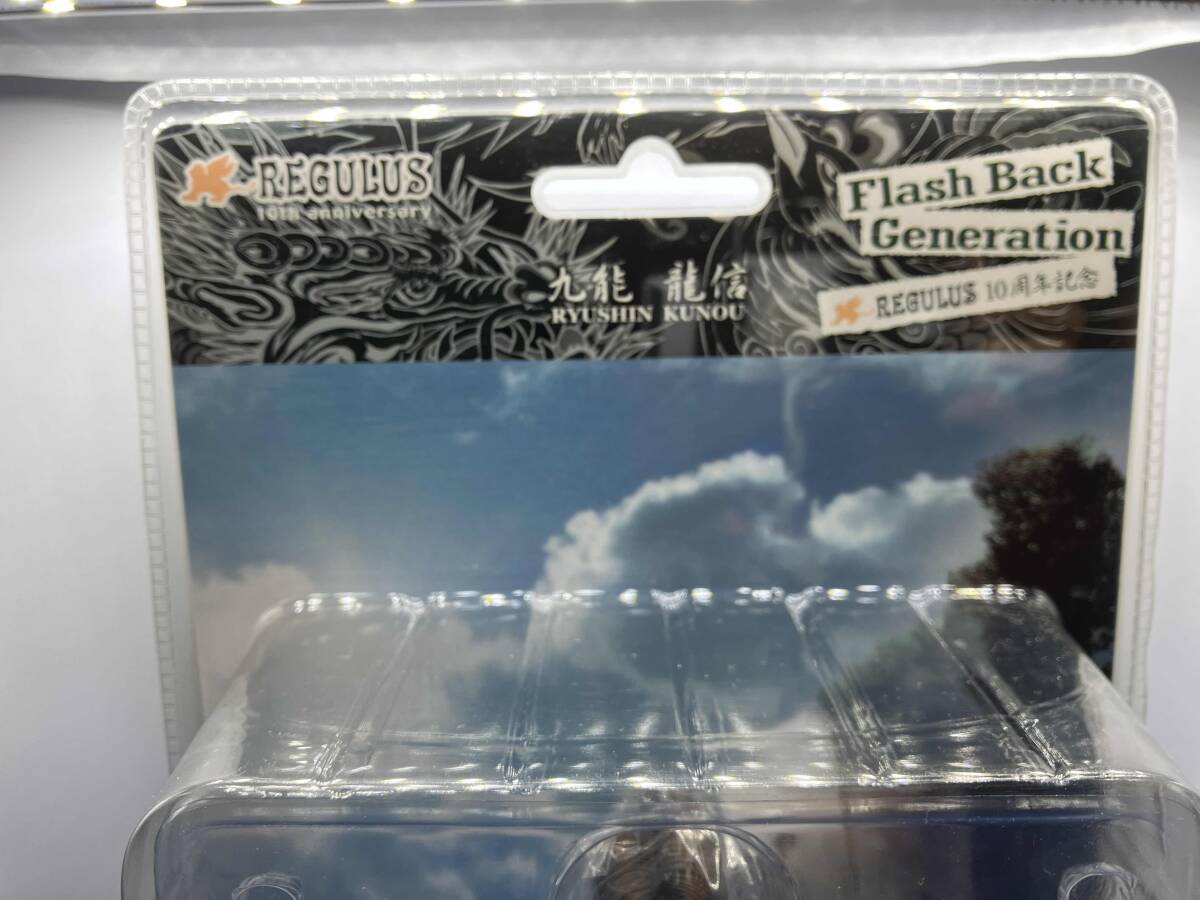 REGULUS
10th anniversary
九能 龍信
RYUSHIN KUNOU
Flash Back
Generation
REGULUS 10周年記念